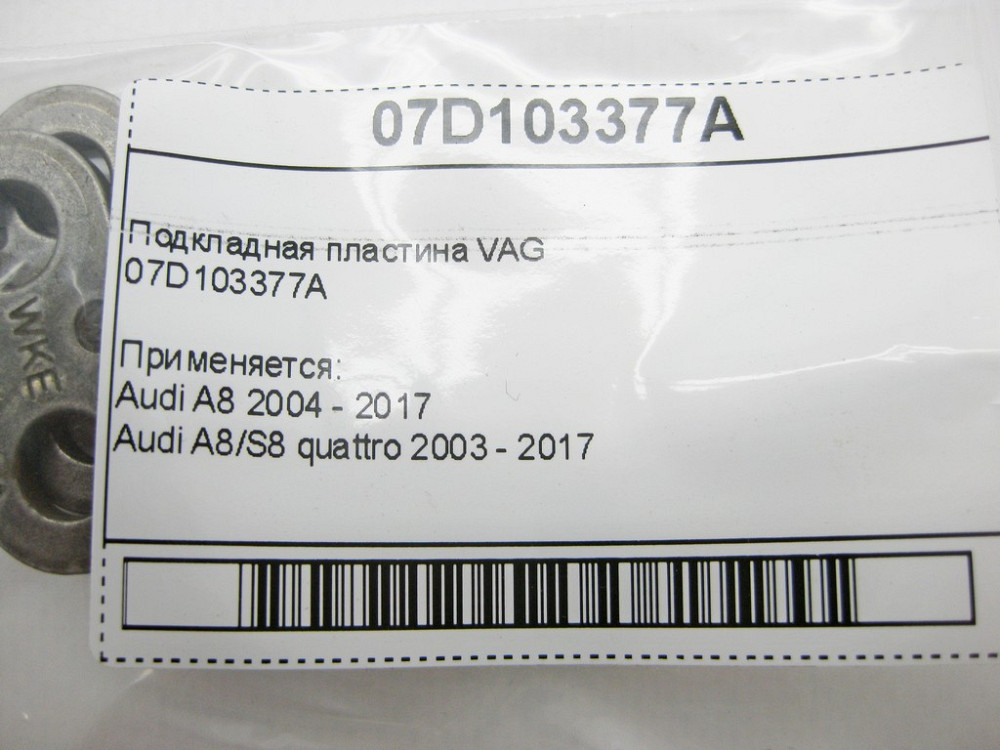 07D103377A
Подкладная пластина VAG
07D103377A
Применяется:
Audi A8 2004 - 2017
Audi A8/S8 quattro 2003 - 2017
WKE